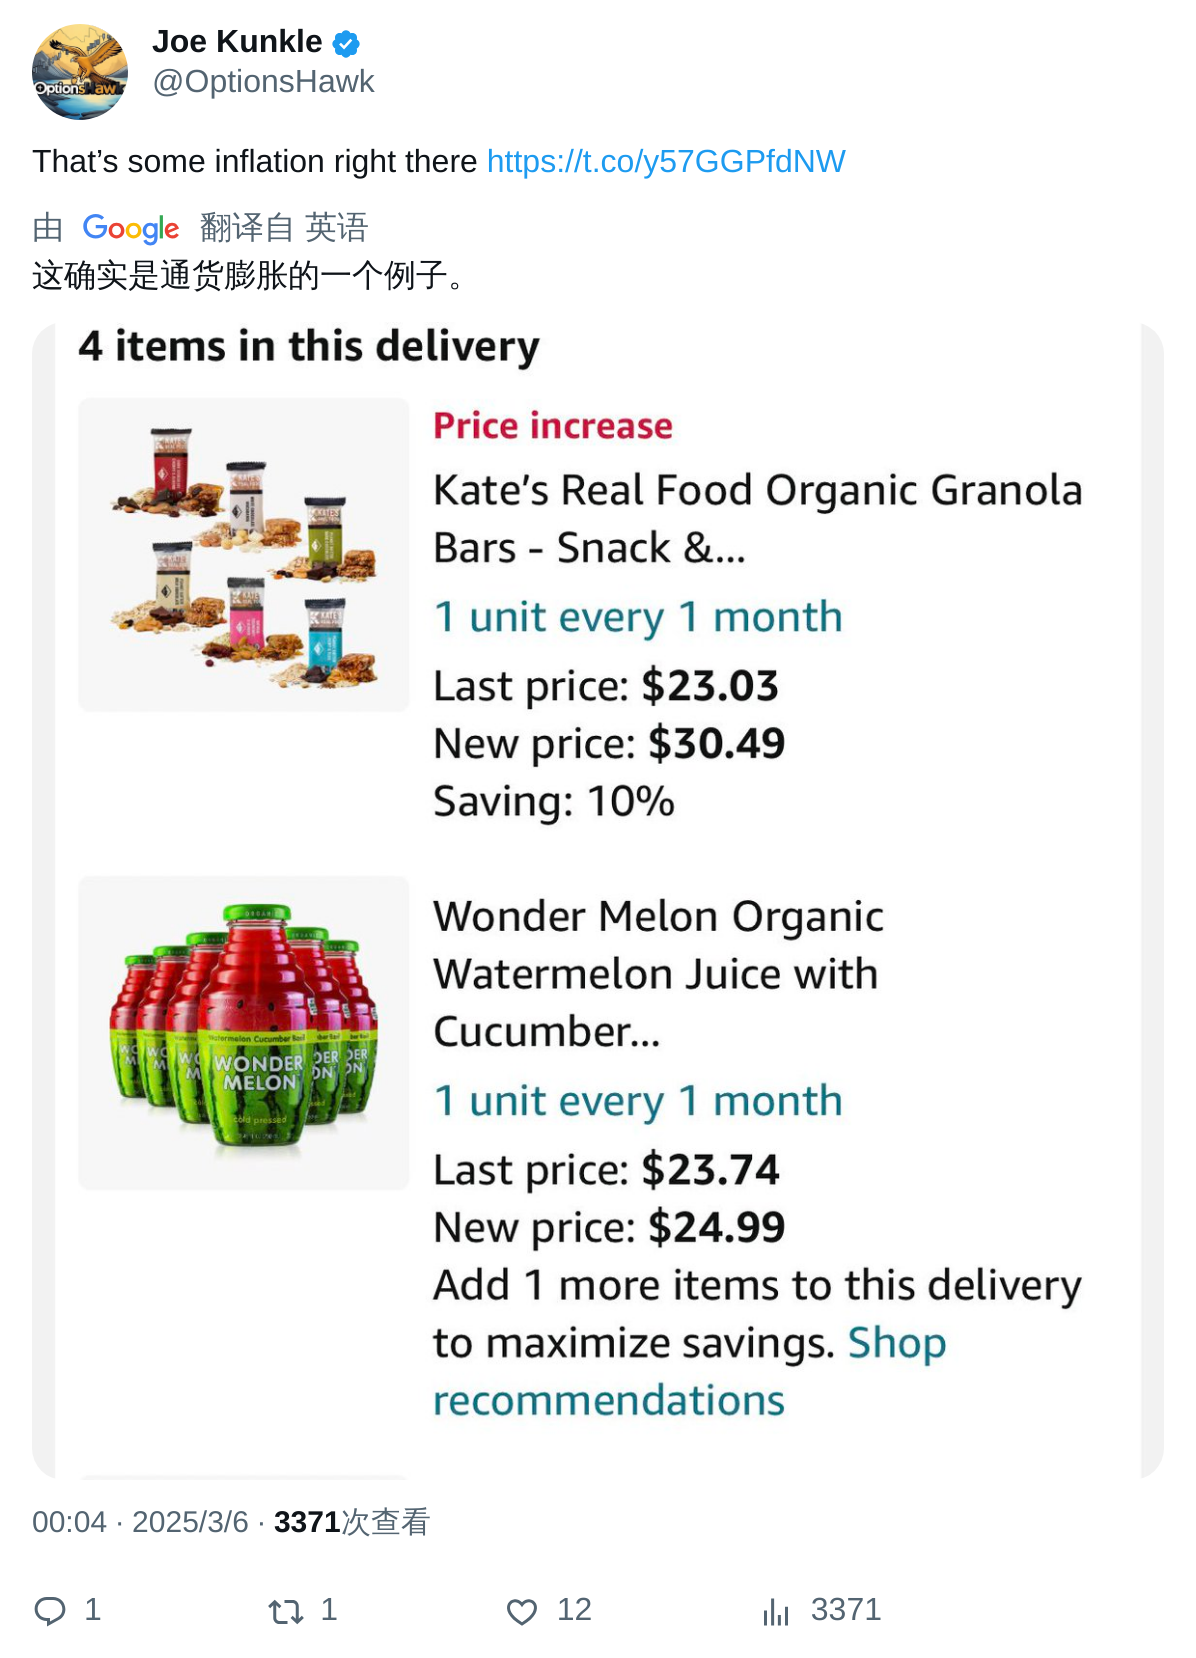 Joe Kunkle
@OptionsHawk
That’s some inflation right there https://t.co/y57GGPfdNW
由 Google 翻译自 英语
这确实是通货膨胀的一个例子。
4 items in this delivery
Price increase
Kate’s Real Food Organic Granola
Bars - Snack &...
1 unit every 1 month
Last price: $23.03
New price: $30.49
Saving: 10%
WONDER
MELON
cold pressed
Wonder Melon Organic
Watermelon Juice with
Cucumber...
1 unit every 1 month
Last price: $23.74
New price: $24.99
Add 1 more items to this delivery
to maximize savings. Shop
recommendations
00:04 · 2025/3/6 · 3371次查看
1 1 12 3371